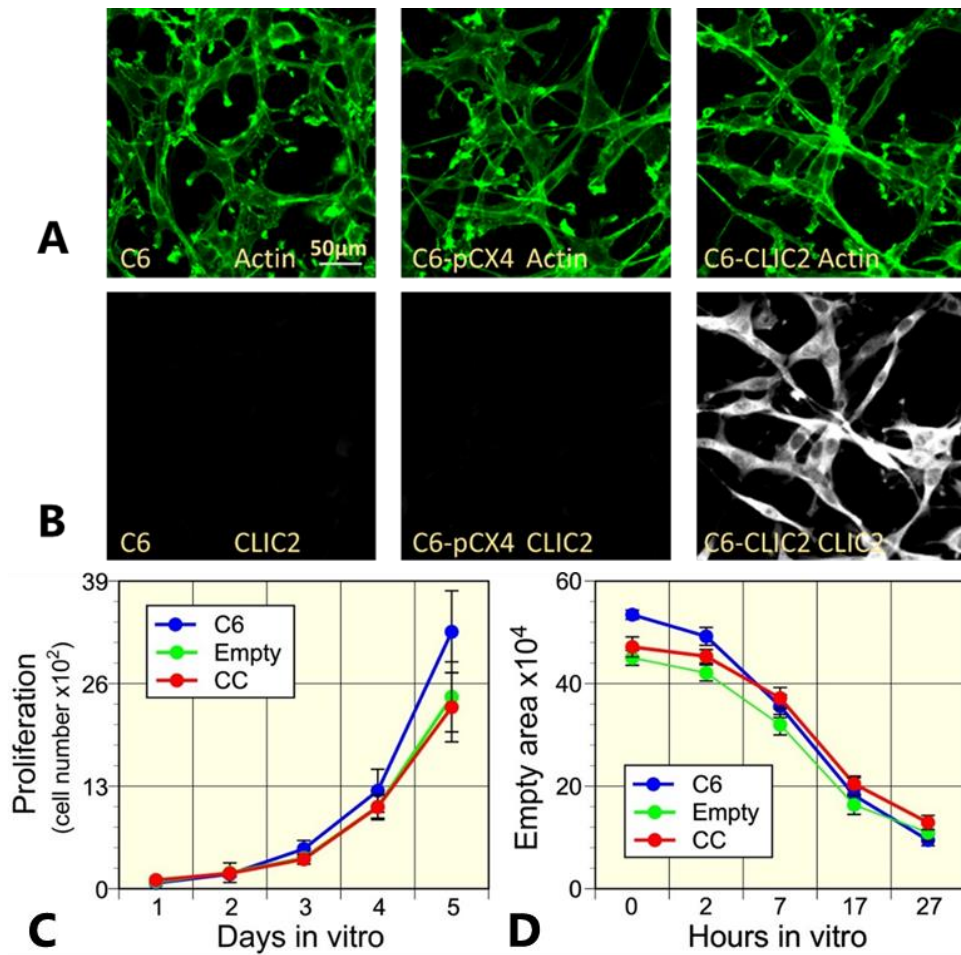 A
C6 Actin 50μm
C6-pCX4 Actin
C6-CLIC2 Actin
B
C6 CLIC2
C6-pCX4 CLIC2
C6-CLIC2 CLIC2
C
Proliferation
(cell number x10²)
39
26
13
0
C6
Empty
CC
1 2 3 4 5
Days in vitro
D
Empty area x10⁴
60
40
20
0
C6
Empty
CC
0 2 7 17 27
Hours in vitro